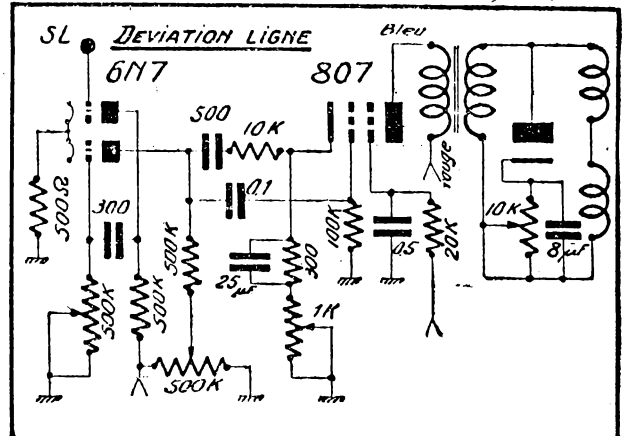 SL DEVIATION LIGNE
Bleu
6N7
807
500
10K
rouge
0.1
500Ω
300
500K
100K
0.5
20K
10K
8µF
25µF
300
500K
500K
1K
500K